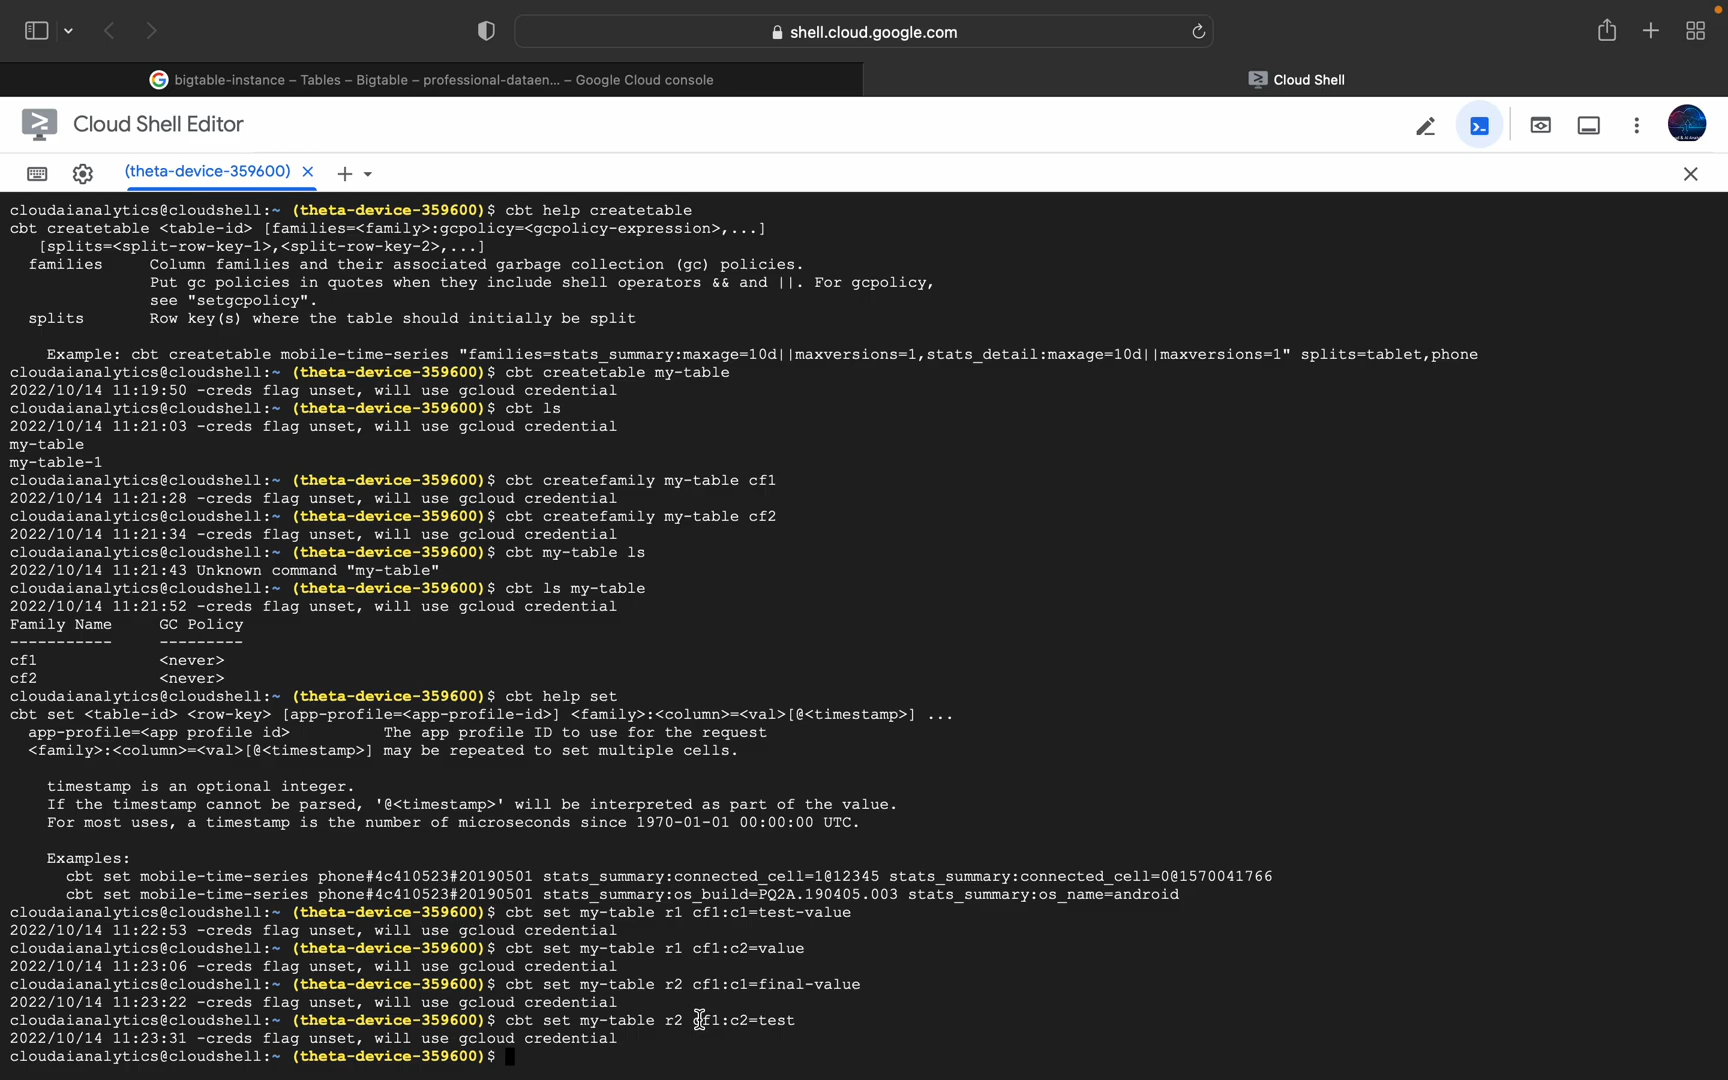 shell.cloud.google.com
bigtable-instance – Tables – Bigtable – professional-dataen... – Google Cloud console
Cloud Shell
Cloud Shell Editor
(theta-device-359600)
cloudaianalytics@cloudshell:~ (theta-device-359600)$ cbt help createtable
cbt createtable <table-id> [families=<family>:gcpolicy=<gcpolicy-expression>,...]
[splits=<split-row-key-1>,<split-row-key-2>,...]
families Column families and their associated garbage collection (gc) policies.
Put gc policies in quotes when they include shell operators && and ||. For gcpolicy,
see "setgcpolicy".
splits Row key(s) where the table should initially be split
Example: cbt createtable mobile-time-series "families=stats_summary:maxage=10d||maxversions=1,stats_detail:maxage=10d||maxversions=1" splits=tablet,phone
cloudaianalytics@cloudshell:~ (theta-device-359600)$ cbt createtable my-table
2022/10/14 11:19:50 -creds flag unset, will use gcloud credential
cloudaianalytics@cloudshell:~ (theta-device-359600)$ cbt ls
2022/10/14 11:21:03 -creds flag unset, will use gcloud credential
my-table
my-table-1
cloudaianalytics@cloudshell:~ (theta-device-359600)$ cbt createfamily my-table cf1
2022/10/14 11:21:28 -creds flag unset, will use gcloud credential
cloudaianalytics@cloudshell:~ (theta-device-359600)$ cbt createfamily my-table cf2
2022/10/14 11:21:34 -creds flag unset, will use gcloud credential
cloudaianalytics@cloudshell:~ (theta-device-359600)$ cbt my-table ls
2022/10/14 11:21:43 Unknown command "my-table"
cloudaianalytics@cloudshell:~ (theta-device-359600)$ cbt ls my-table
2022/10/14 11:21:52 -creds flag unset, will use gcloud credential
Family Name GC Policy
----------- ---------
cf1 <never>
cf2 <never>
cloudaianalytics@cloudshell:~ (theta-device-359600)$ cbt help set
cbt set <table-id> <row-key> [app-profile=<app-profile-id>] <family>:<column>=<val>[@<timestamp>] ...
app-profile=<app profile id> The app profile ID to use for the request
<family>:<column>=<val>[@<timestamp>] may be repeated to set multiple cells.
timestamp is an optional integer.
If the timestamp cannot be parsed, '@<timestamp>' will be interpreted as part of the value.
For most uses, a timestamp is the number of microseconds since 1970-01-01 00:00:00 UTC.
Examples:
cbt set mobile-time-series phone#4c410523#20190501 stats_summary:connected_cell=1@12345 stats_summary:connected_cell=0@1570041766
cbt set mobile-time-series phone#4c410523#20190501 stats_summary:os_build=PQ2A.190405.003 stats_summary:os_name=android
cloudaianalytics@cloudshell:~ (theta-device-359600)$ cbt set my-table r1 cf1:c1=test-value
2022/10/14 11:22:53 -creds flag unset, will use gcloud credential
cloudaianalytics@cloudshell:~ (theta-device-359600)$ cbt set my-table r1 cf1:c2=value
2022/10/14 11:23:06 -creds flag unset, will use gcloud credential
cloudaianalytics@cloudshell:~ (theta-device-359600)$ cbt set my-table r2 cf1:c1=final-value
2022/10/14 11:23:22 -creds flag unset, will use gcloud credential
cloudaianalytics@cloudshell:~ (theta-device-359600)$ cbt set my-table r2 cf1:c2=test
2022/10/14 11:23:31 -creds flag unset, will use gcloud credential
cloudaianalytics@cloudshell:~ (theta-device-359600)$